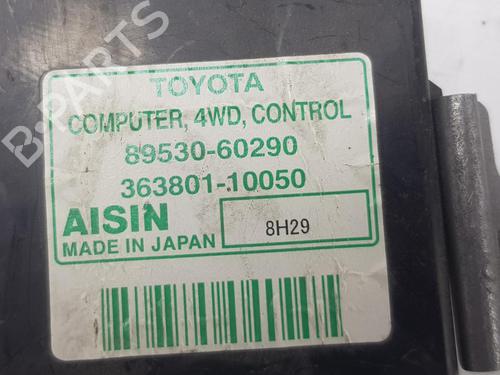 TOYOTA
COMPUTER, 4WD, CONTROL
89530-60290
363801-10050
AISIN
MADE IN JAPAN
8H29
B-PARTS